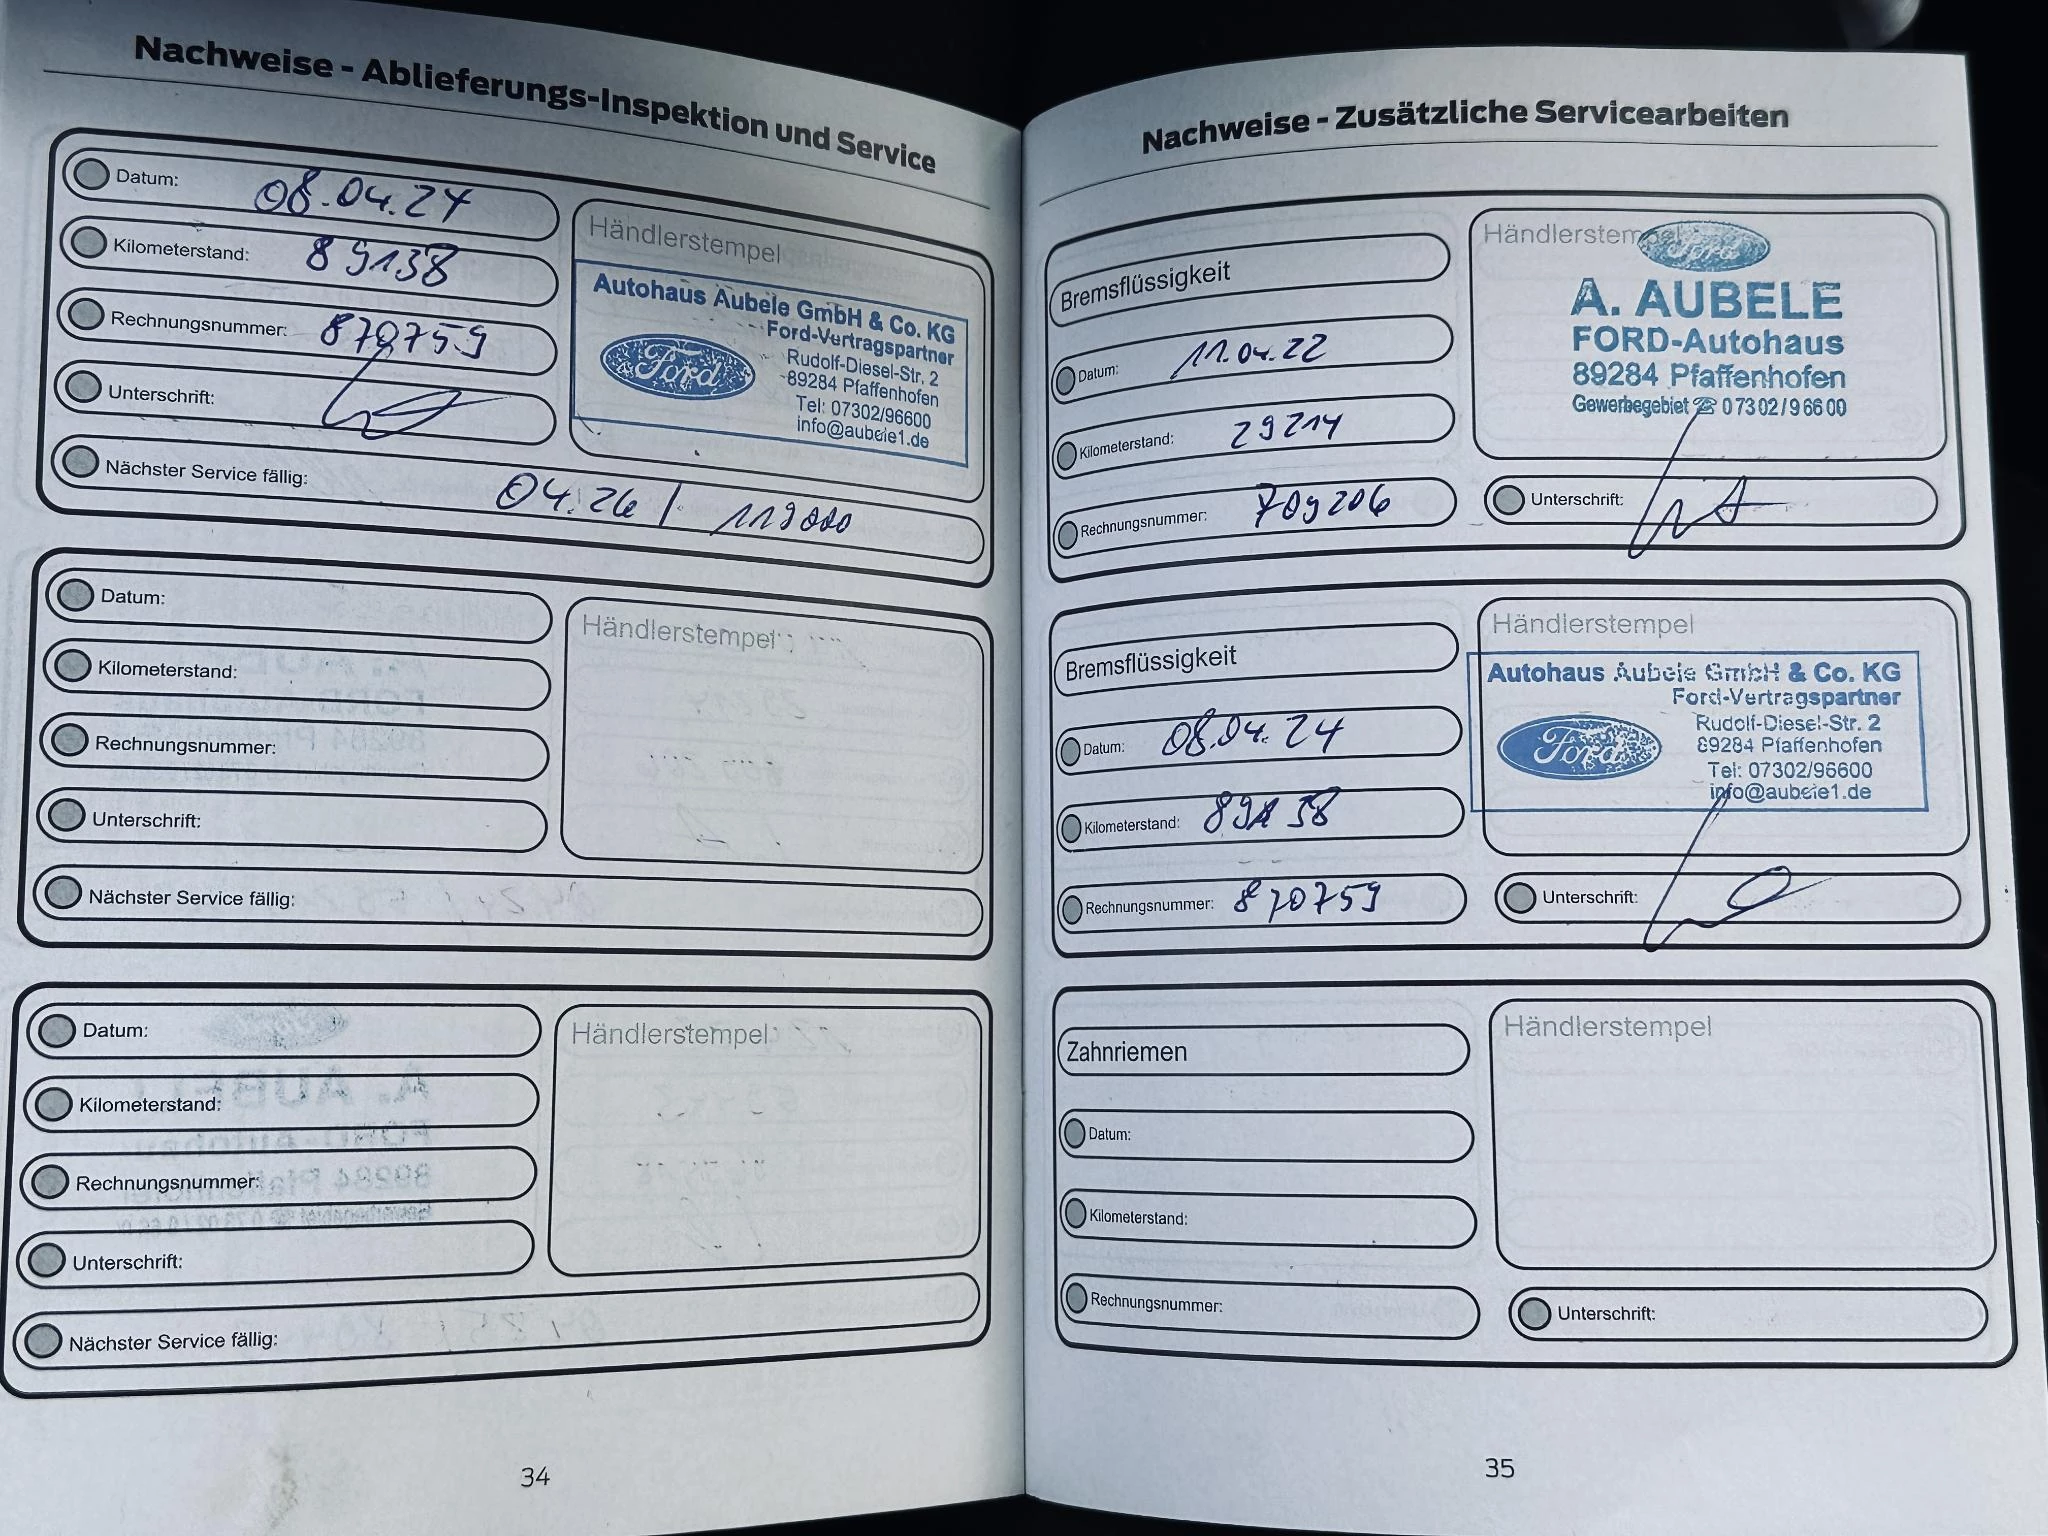 Nachweise - Ablieferungs-Inspektion und Service
Datum: 08.04.24
Kilometerstand: 89138
Rechnungsnummer: 870759
Unterschrift:
Nächster Service fällig: 04.26 / 119000
Händlerstempel
Autohaus Aubele GmbH & Co. KG
Ford-Vertragspartner
Ford
Rudolf-Diesel-Str. 2
89284 Pfaffenhofen
Tel: 07302/96600
info@aubele1.de
Datum:
Kilometerstand:
Rechnungsnummer:
Unterschrift:
Nächster Service fällig:
Händlerstempel
Datum:
Kilometerstand:
Rechnungsnummer:
Unterschrift:
Nächster Service fällig:
Händlerstempel
34
Nachweise - Zusätzliche Servicearbeiten
Bremsflüssigkeit
Datum: 11.04.22
Kilometerstand: 29214
Rechnungsnummer: 709206
Händlerstempel
Ford
A. AUBELE
FORD-Autohaus
89284 Pfaffenhofen
Gewerbegebiet ☎ 07302/96600
Unterschrift:
Bremsflüssigkeit
Datum: 08.04.24
Kilometerstand: 89138
Rechnungsnummer: 870759
Händlerstempel
Autohaus Aubele GmbH & Co. KG
Ford-Vertragspartner
Ford
Rudolf-Diesel-Str. 2
89284 Pfaffenhofen
Tel: 07302/96600
info@aubele1.de
Unterschrift:
Zahnriemen
Datum:
Kilometerstand:
Rechnungsnummer:
Händlerstempel
Unterschrift:
35